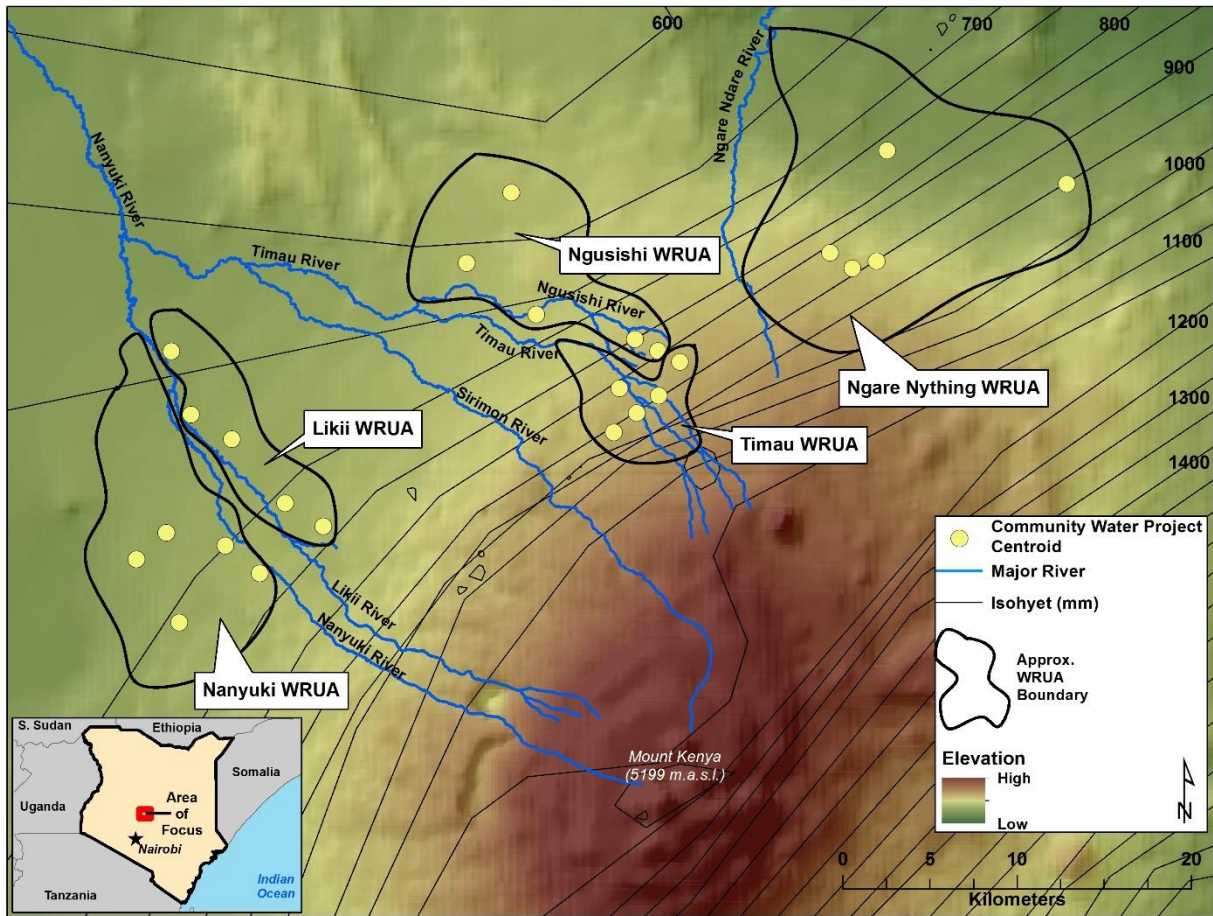 600
700
800
900
1000
1100
1200
1300
1400
Ngare Ndare River
Nanyuki River
Timau River
Ngusishi WRUA
Ngusishi River
Timau River
Sirimon River
Ngare Nything WRUA
Likii WRUA
Timau WRUA
Likii River
Nanyuki River
Nanyuki WRUA
Mount Kenya
(5199 m.a.s.l.)
Community Water Project
Centroid
Major River
Isohyet (mm)
Approx.
WRUA
Boundary
Elevation
High
Low
N
0 5 10 20
Kilometers
S. Sudan
Ethiopia
Somalia
Uganda
Area
of
Focus
Nairobi
Tanzania
Indian
Ocean